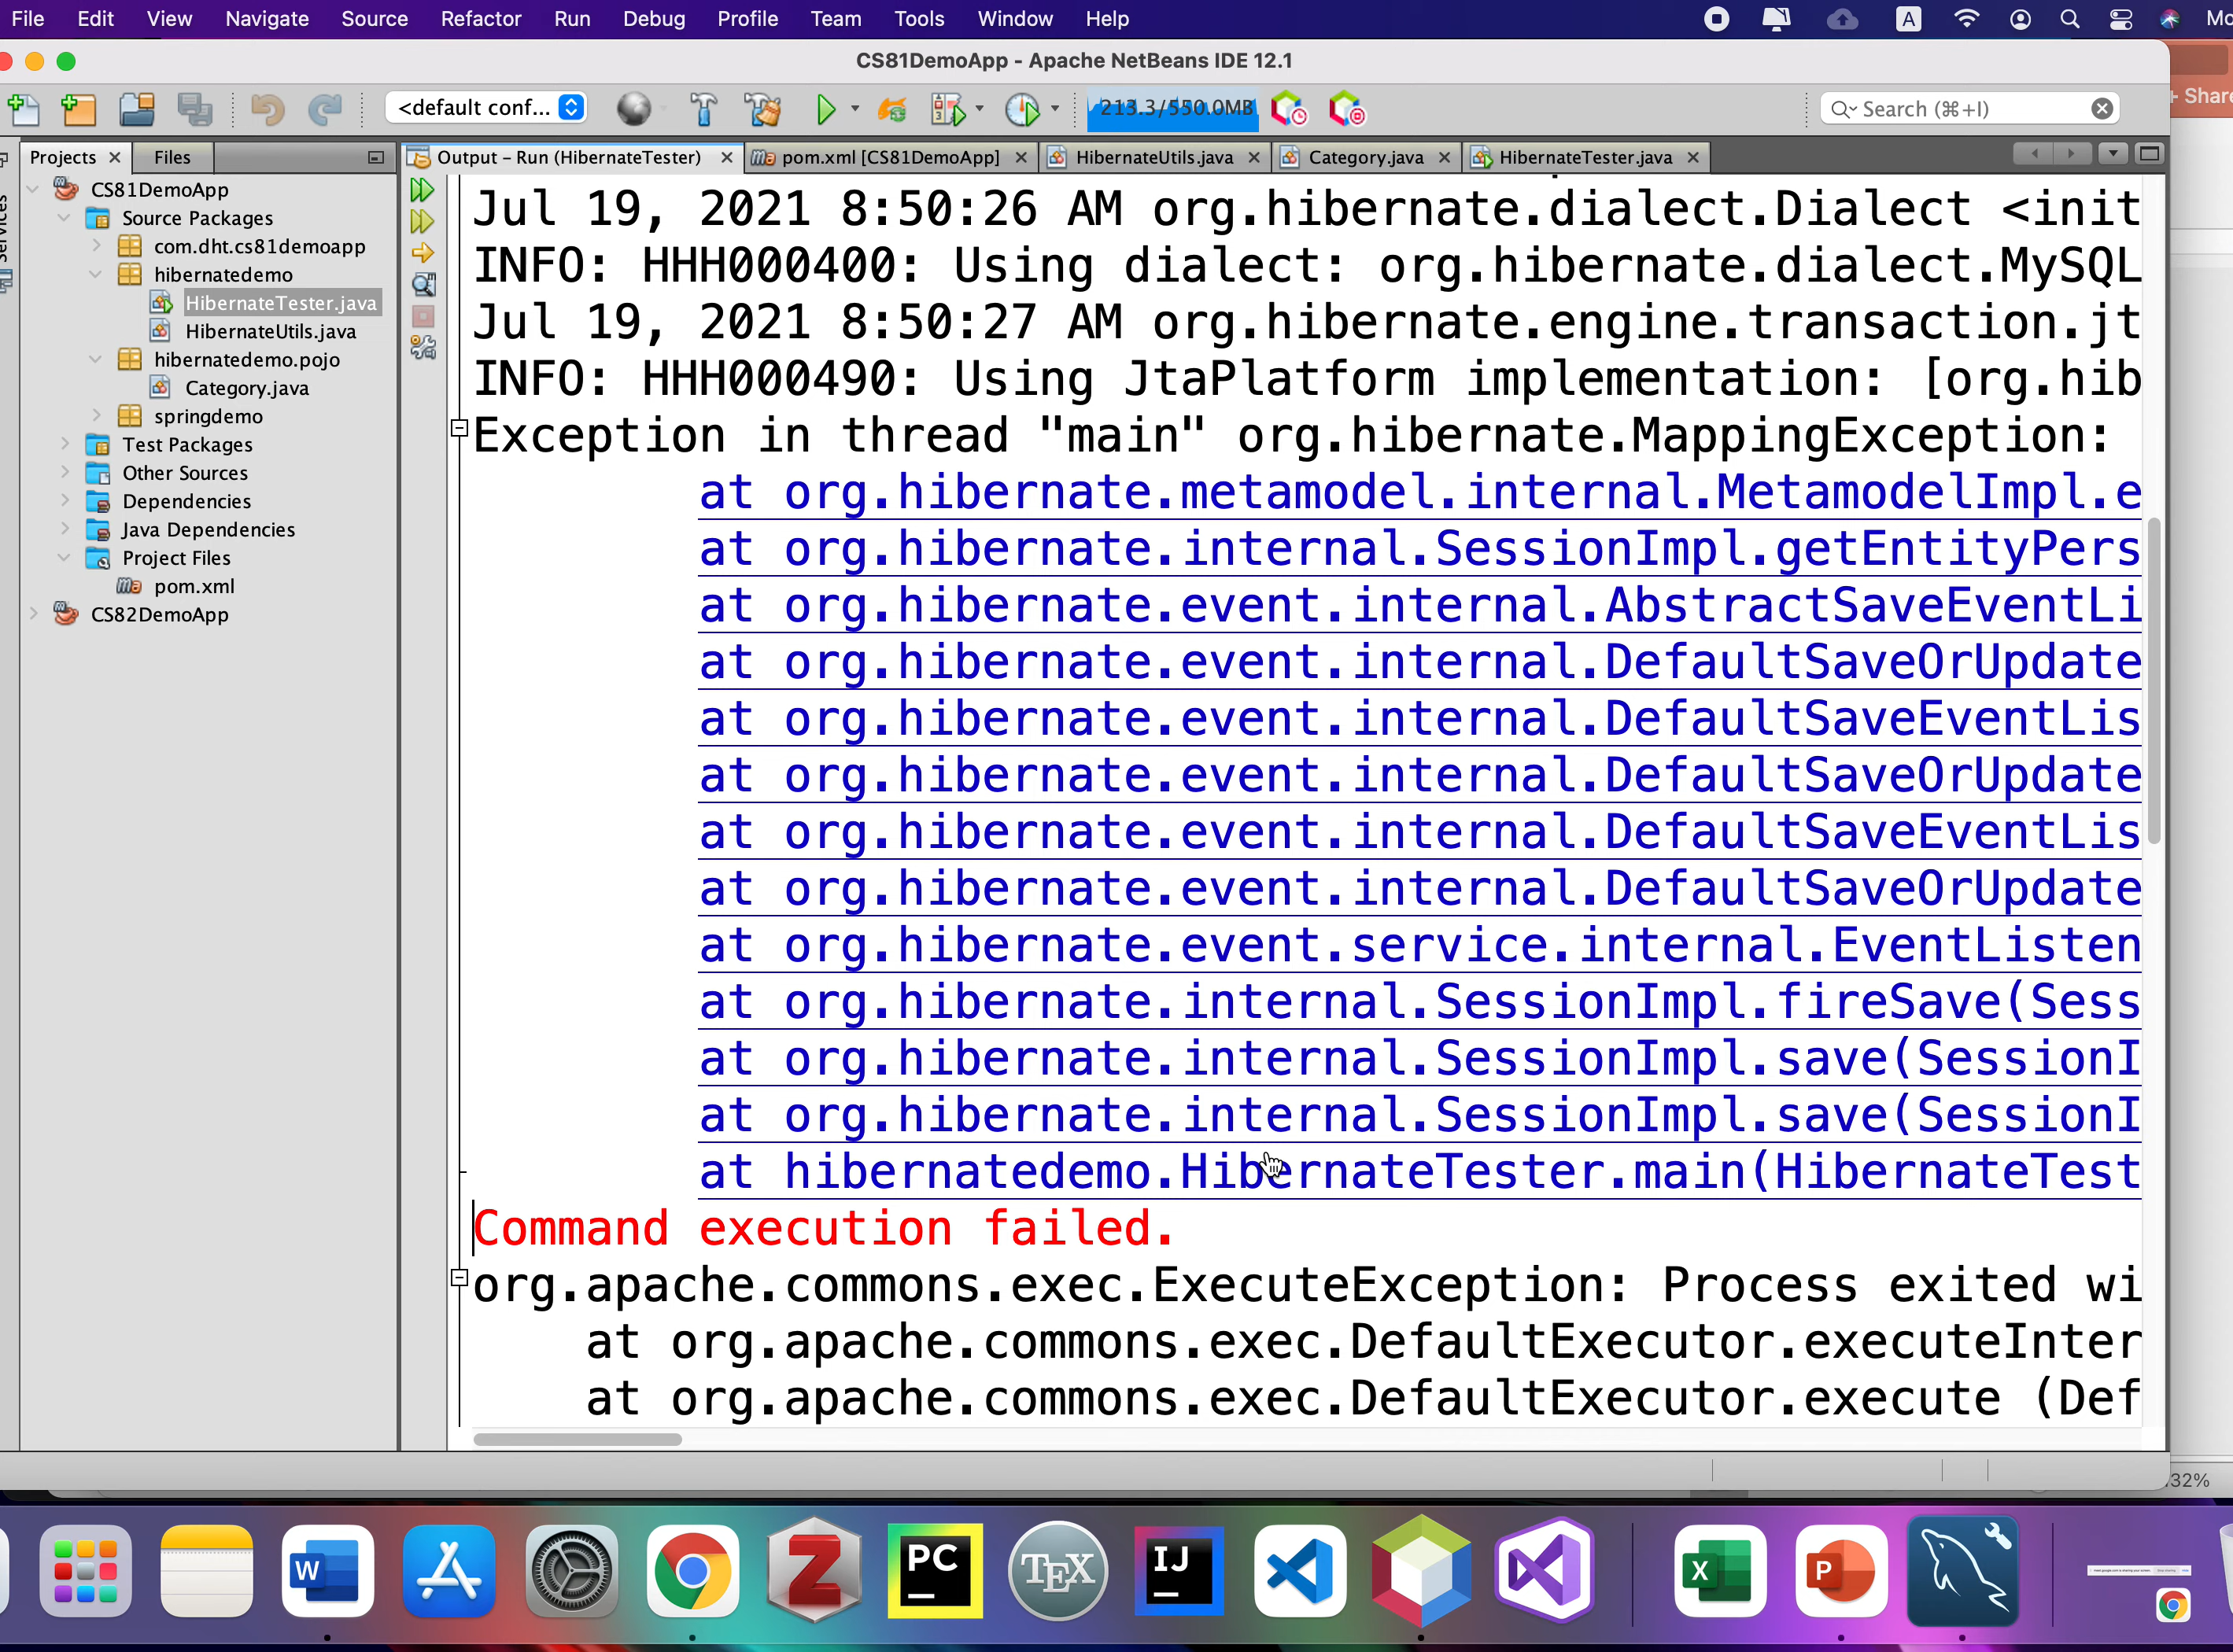 File Edit View Navigate Source Refactor Run Debug Profile Team Tools Window Help
A
Mo
CS81DemoApp - Apache NetBeans IDE 12.1
Share
<default conf... 213.3/550.0MB Search (⌘+I)
Projects Files
Output – Run (HibernateTester) pom.xml [CS81DemoApp] HibernateUtils.java Category.java HibernateTester.java
Services
CS81DemoApp
Source Packages
com.dht.cs81demoapp
hibernatedemo
HibernateTester.java
HibernateUtils.java
hibernatedemo.pojo
Category.java
springdemo
Test Packages
Other Sources
Dependencies
Java Dependencies
Project Files
pom.xml
CS82DemoApp
Jul 19, 2021 8:50:26 AM org.hibernate.dialect.Dialect <init
INFO: HHH000400: Using dialect: org.hibernate.dialect.MySQL
Jul 19, 2021 8:50:27 AM org.hibernate.engine.transaction.jt
INFO: HHH000490: Using JtaPlatform implementation: [org.hib
Exception in thread "main" org.hibernate.MappingException:
at org.hibernate.metamodel.internal.MetamodelImpl.e
at org.hibernate.internal.SessionImpl.getEntityPers
at org.hibernate.event.internal.AbstractSaveEventLi
at org.hibernate.event.internal.DefaultSaveOrUpdate
at org.hibernate.event.internal.DefaultSaveEventLis
at org.hibernate.event.internal.DefaultSaveOrUpdate
at org.hibernate.event.internal.DefaultSaveEventLis
at org.hibernate.event.internal.DefaultSaveOrUpdate
at org.hibernate.event.service.internal.EventListen
at org.hibernate.internal.SessionImpl.fireSave(Sess
at org.hibernate.internal.SessionImpl.save(SessionI
at org.hibernate.internal.SessionImpl.save(SessionI
at hibernatedemo.HibernateTester.main(HibernateTest
Command execution failed.
org.apache.commons.exec.ExecuteException: Process exited wi
at org.apache.commons.exec.DefaultExecutor.executeInter
at org.apache.commons.exec.DefaultExecutor.execute (Def
32%
W
Z
PC
TEX
IJ
X
P